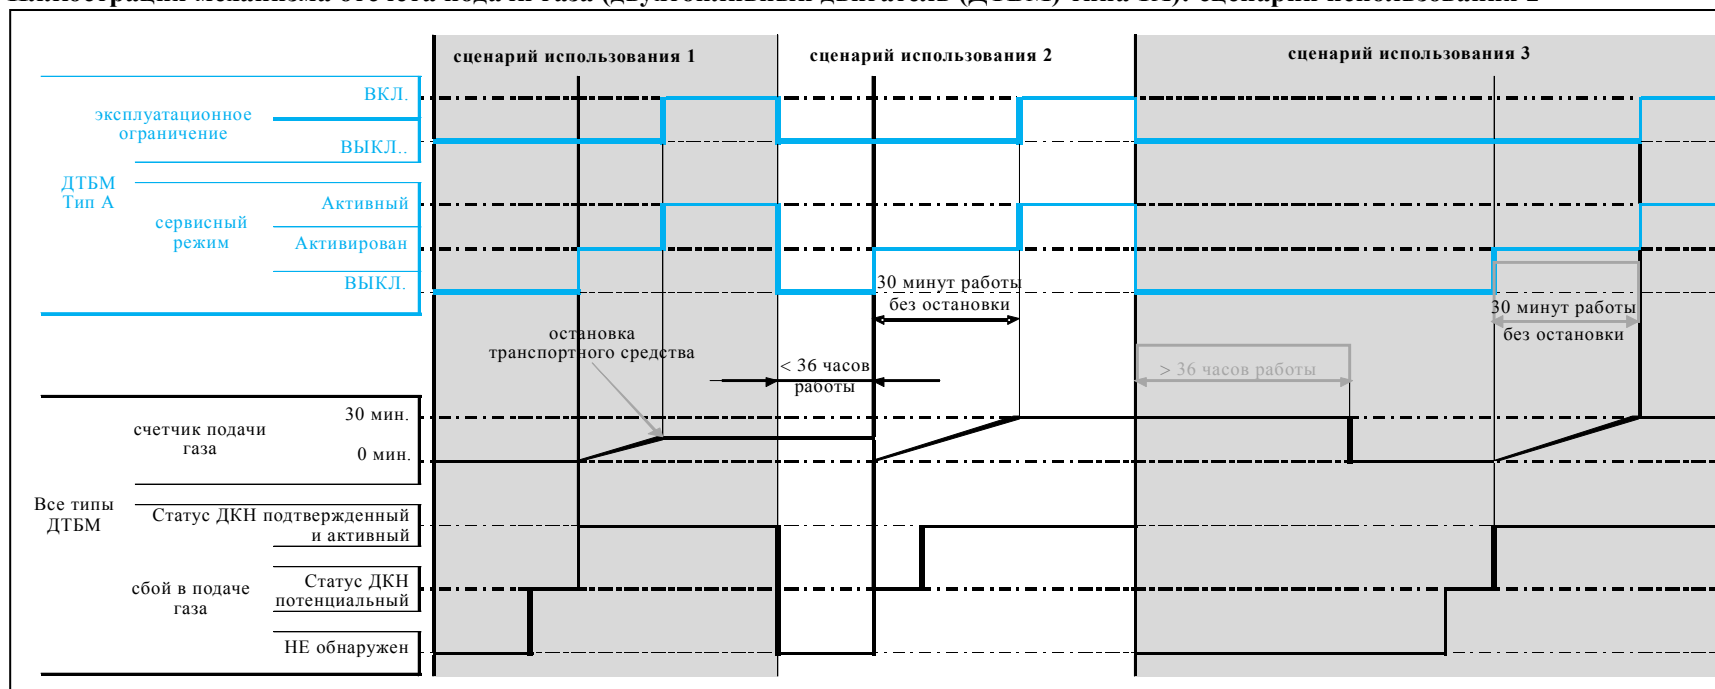 сценарий использования 1
сценарий использования 2
сценарий использования 3
ВКЛ.
эксплуатационное
ограничение
ВЫКЛ..
ДТБМ
Тип А
Активный
сервисный
режим
Активирован
ВЫКЛ.
30 минут работы
без остановки
30 минут работы
без остановки
остановка
транспортного средства
< 36 часов
работы
> 36 часов работы
30 мин.
счетчик подачи
газа
0 мин.
Все типы
ДТБМ
Статус ДКН подтвержденный
и активный
сбой в подаче
газа
Статус ДКН
потенциальный
НЕ обнаружен